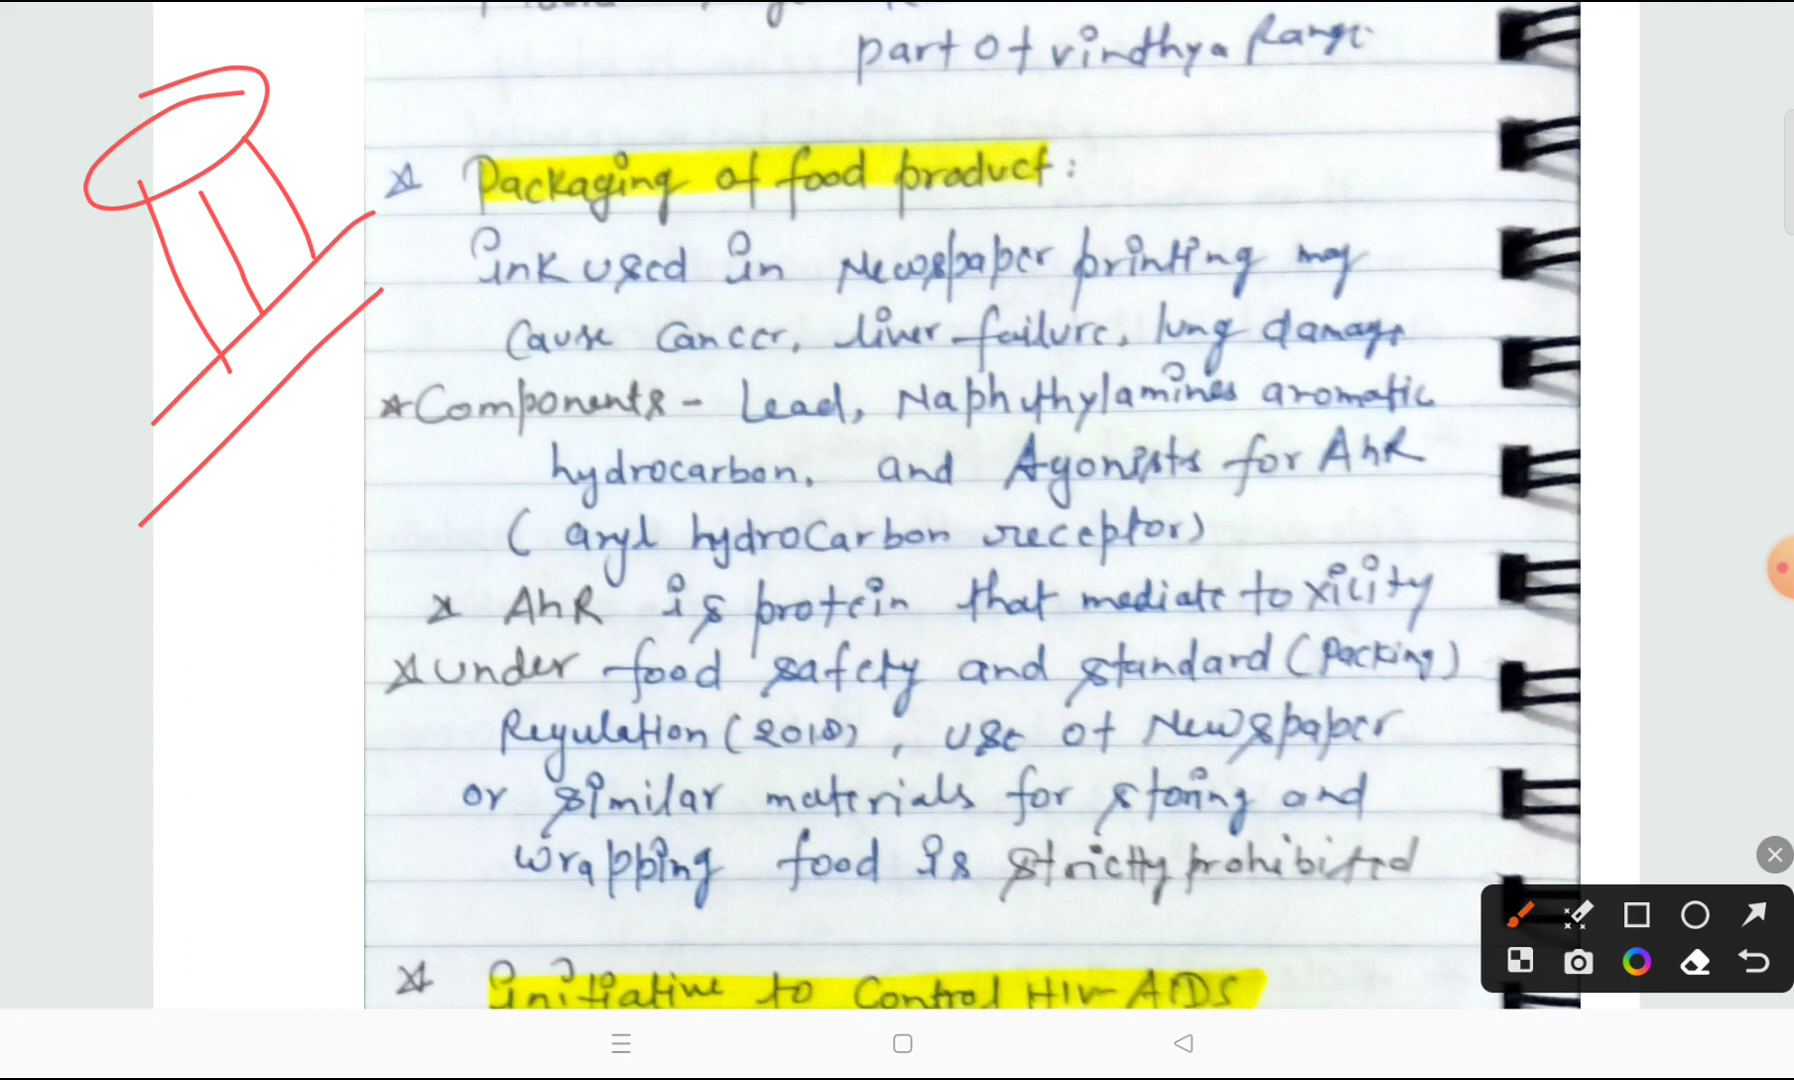 part of vindhya Range
Packaging of food product:
ink used in Newspaper printing may
cause cancer, liver failure, lung damage
Components - Lead, Naphthylamines aromatic
hydrocarbon, and Agonists for AhR
(aryl hydrocarbon receptor)
AhR is protein that mediate toxicity
under food safety and standard (Packing)
Regulation (2018), use of Newspaper
or similar materials for storing and
wrapping food is strictly prohibited
initiative to Control HIV-AIDS